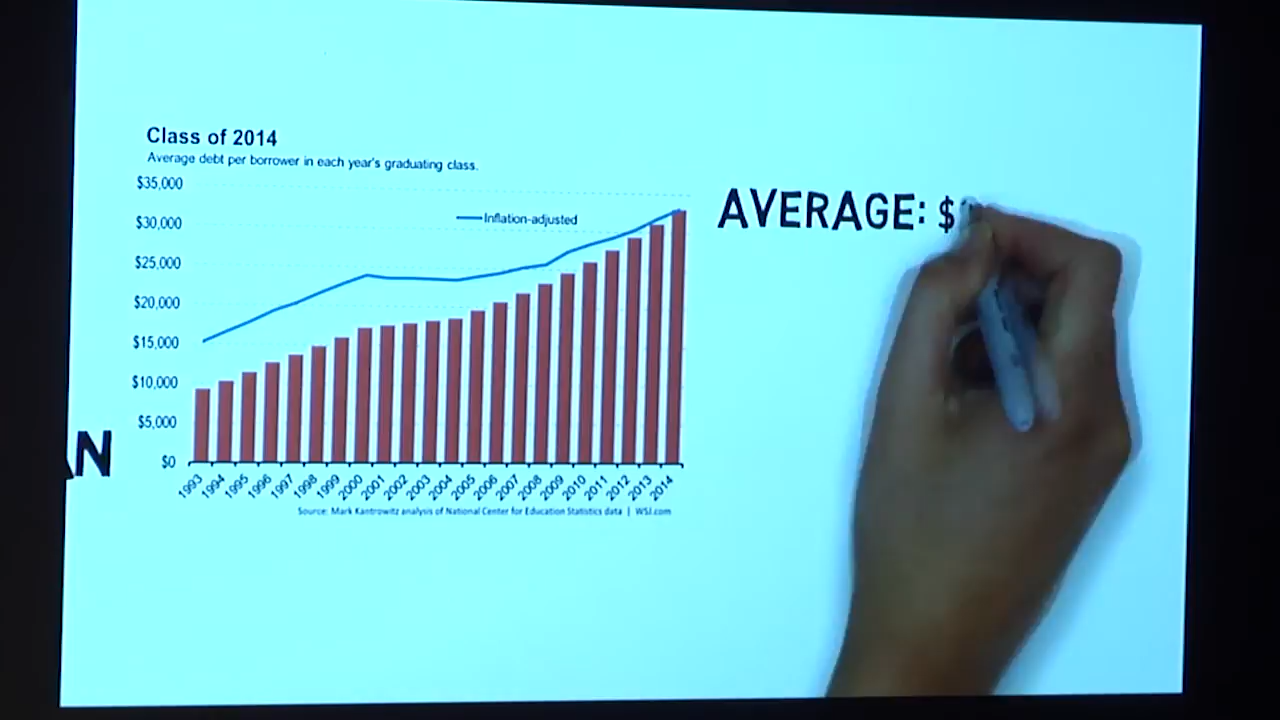 Class of 2014
Average debt per borrower in each year's graduating class.
$35,000
$30,000
$25,000
$20,000
$15,000
$10,000
$5,000
$0
Inflation-adjusted
1993 1994 1995 1996 1997 1998 1999 2000 2001 2002 2003 2004 2005 2006 2007 2008 2009 2010 2011 2012 2013 2014
Source: Mark Kantrowitz analysis of National Center for Education Statistics data | WSJ.com
AVERAGE: $
N